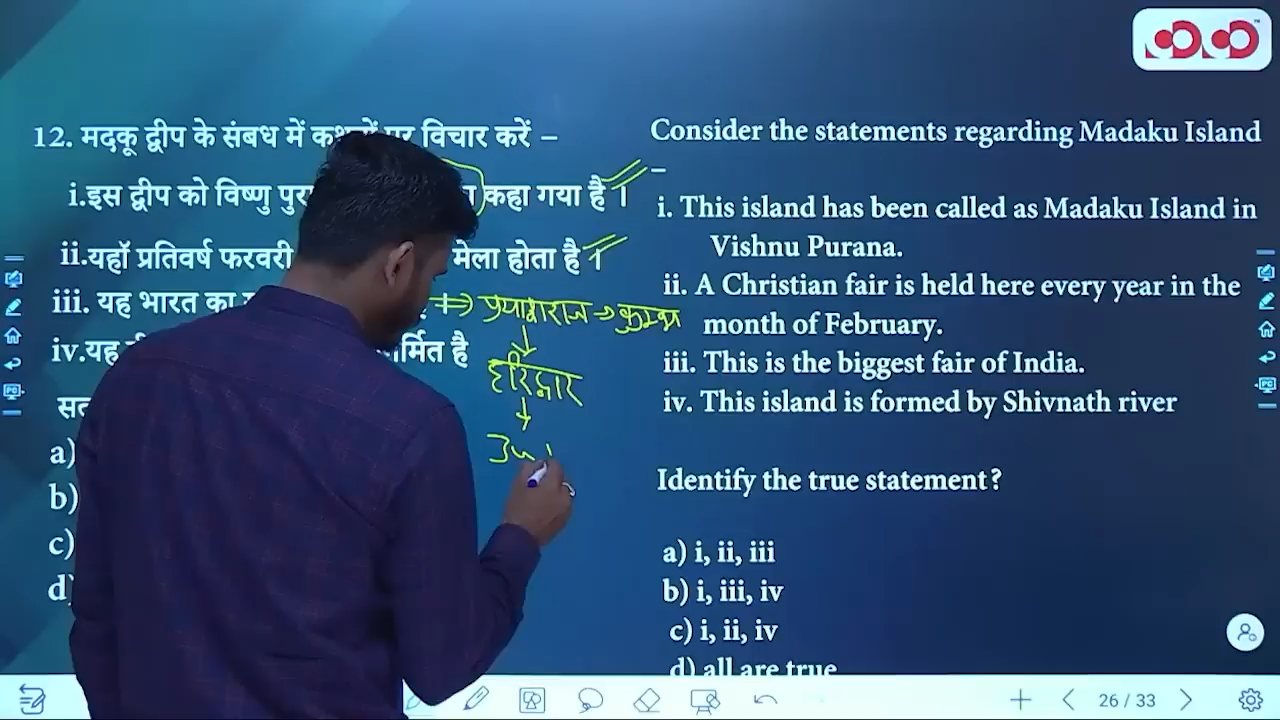 12. मदकू द्वीप के संबध में विचार करें –
i.इस द्वीप को विष्णु कहा गया है ।
ii.यहॉ प्रतिवर्ष फरवरी मेला होता है ।
iii. यह भारत का
iv.यह है
a)
b)
c)
d)
प्रयागराज → कुम्भ
हरिद्वार
Consider the statements regarding Madaku Island
–
i. This island has been called as Madaku Island in
Vishnu Purana.
ii. A Christian fair is held here every year in the
month of February.
iii. This is the biggest fair of India.
iv. This island is formed by Shivnath river
Identify the true statement?
a) i, ii, iii
b) i, iii, iv
c) i, ii, iv
d) all are true
26 / 33